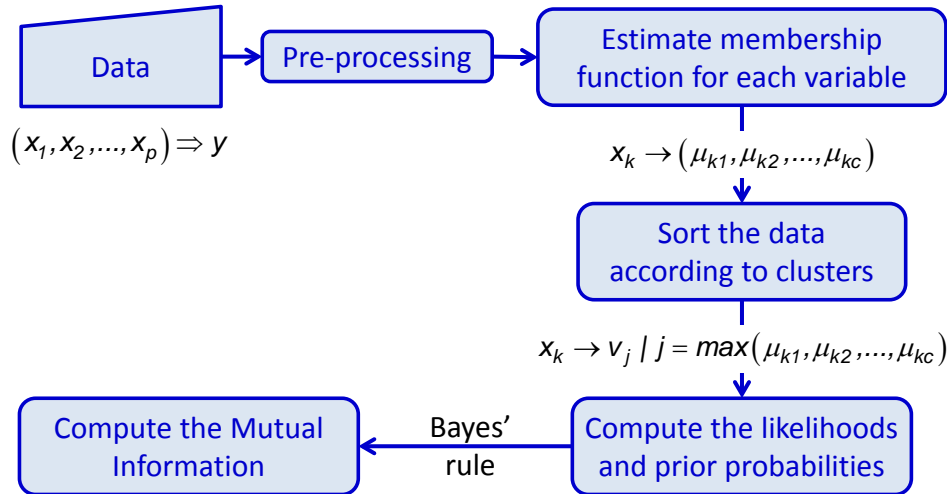 Data
Pre-processing
Estimate membership
function for each variable
(x₁, x₂,..., xₚ) ⇒ y
xₖ → (μₖ₁, μₖ₂,..., μₖ꜀)
Sort the data
according to clusters
xₖ → vⱼ | j = max(μₖ₁, μₖ₂,..., μₖ꜀)
Compute the likelihoods
and prior probabilities
Bayes'
rule
Compute the Mutual
Information